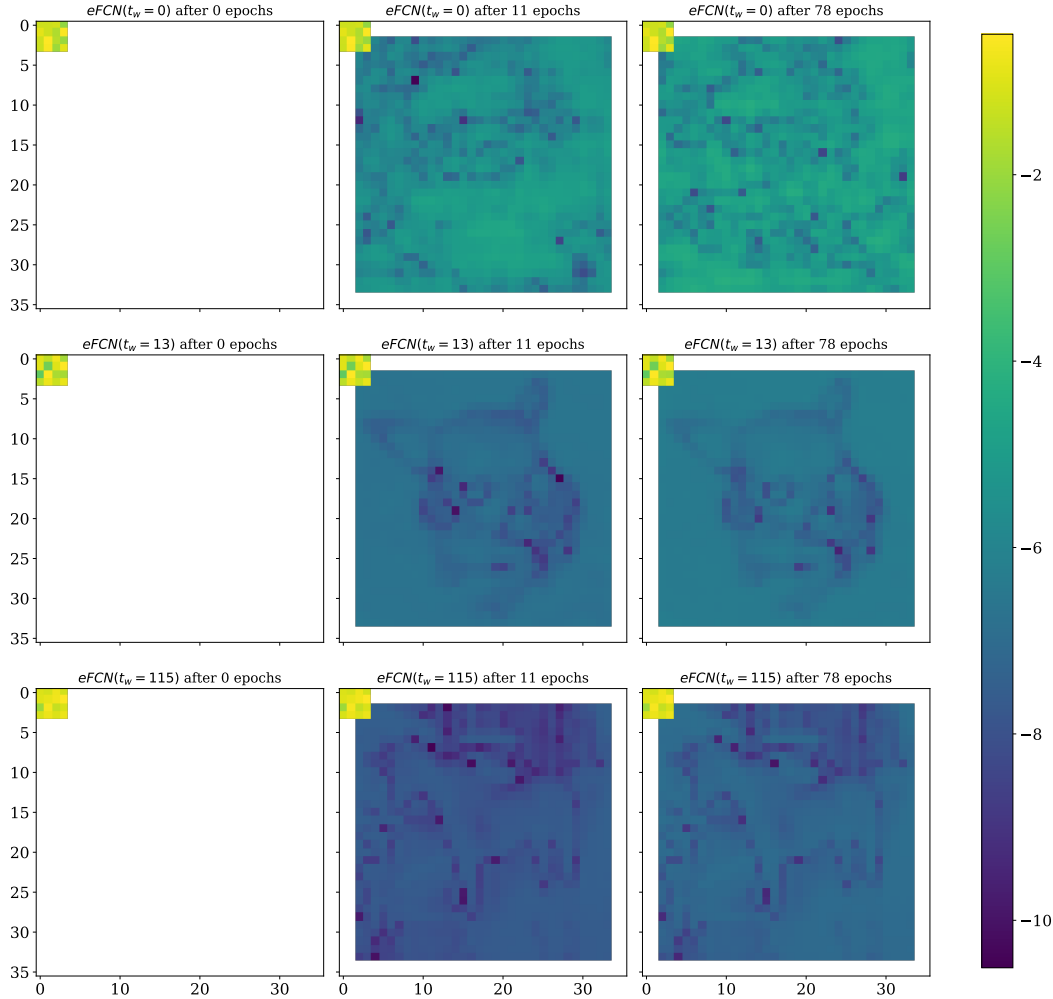 eFCN(t_w = 0) after 0 epochs
eFCN(t_w = 0) after 11 epochs
eFCN(t_w = 0) after 78 epochs
0
5
10
15
20
25
30
35
eFCN(t_w = 13) after 0 epochs
eFCN(t_w = 13) after 11 epochs
eFCN(t_w = 13) after 78 epochs
0
5
10
15
20
25
30
35
eFCN(t_w = 115) after 0 epochs
eFCN(t_w = 115) after 11 epochs
eFCN(t_w = 115) after 78 epochs
0
5
10
15
20
25
30
35
0 10 20 30
0 10 20 30
0 10 20 30
−2
−4
−6
−8
−10